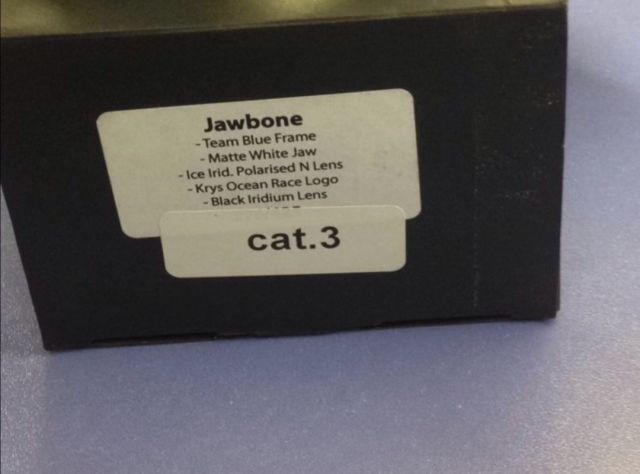 Jawbone
- Team Blue Frame
- Matte White Jaw
- Ice Irid. Polarised N Lens
- Krys Ocean Race Logo
- Black Iridium Lens
cat.3